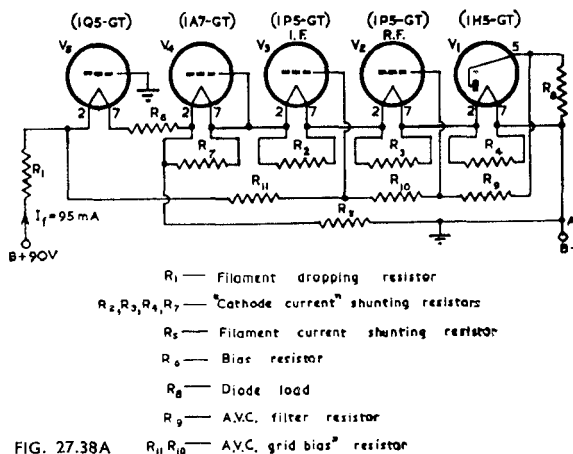 (1Q5-GT) (1A7-GT) (1P5-GT) (1P5-GT) (1H5-GT)
I.F. R.F.
V5 V4 V3 V2 V1 5
2 7 2 7 2 7 2 7 2 7
R6 R8
R7 R2 R3 R4
R1 R11 R10 R9
If = 95 mA R5 A-
B+90V B-
R1 — Filament dropping resistor
R2, R3, R4, R7 — "Cathode current" shunting resistors
R5 — Filament current shunting resistor
R6 — Bias resistor
R8 — Diode load
R9 — A.V.C. filter resistor
FIG. 27.38A R11 R10 — A.V.C. grid bias" resistor